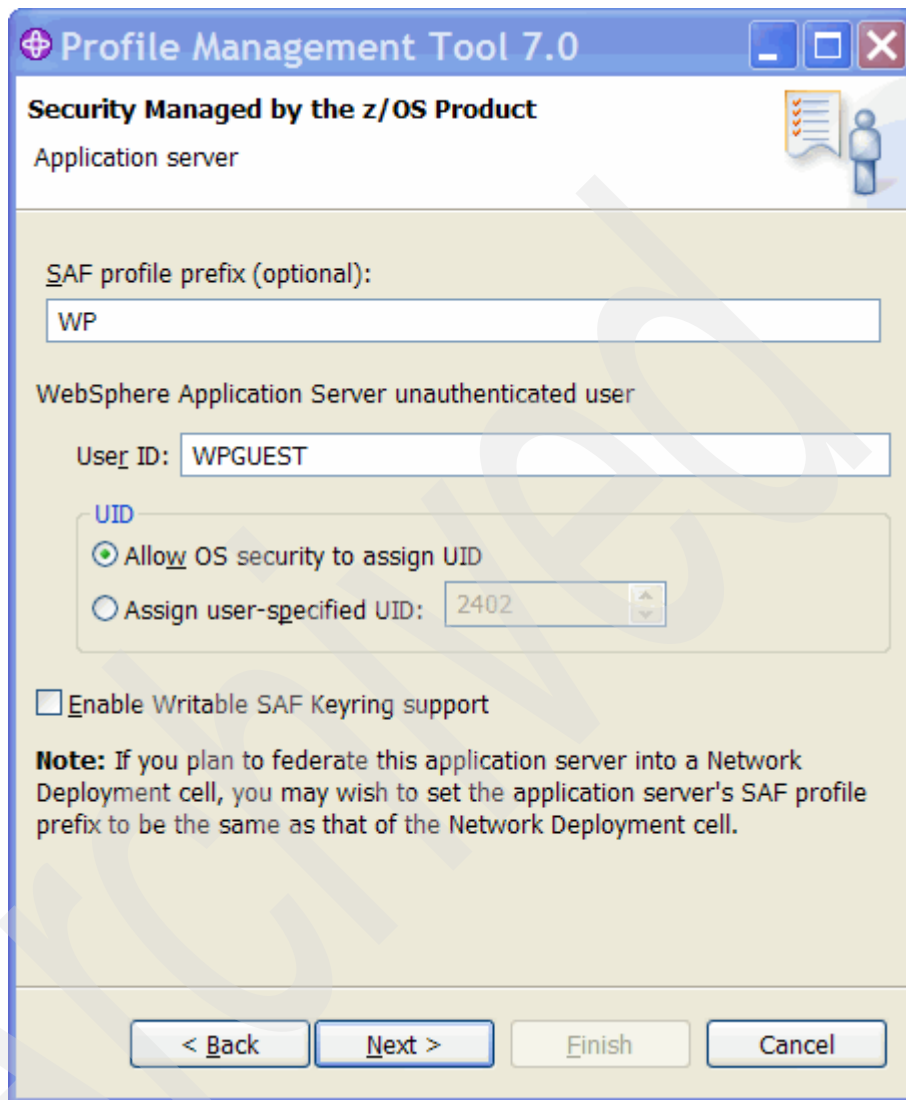 Profile Management Tool 7.0
Security Managed by the z/OS Product
Application server
SAF profile prefix (optional):
WP
WebSphere Application Server unauthenticated user
User ID: WPGUEST
UID
Allow OS security to assign UID
Assign user-specified UID: 2402
Enable Writable SAF Keyring support
Note: If you plan to federate this application server into a Network
Deployment cell, you may wish to set the application server's SAF profile
prefix to be the same as that of the Network Deployment cell.
< Back Next > Finish Cancel
Archived